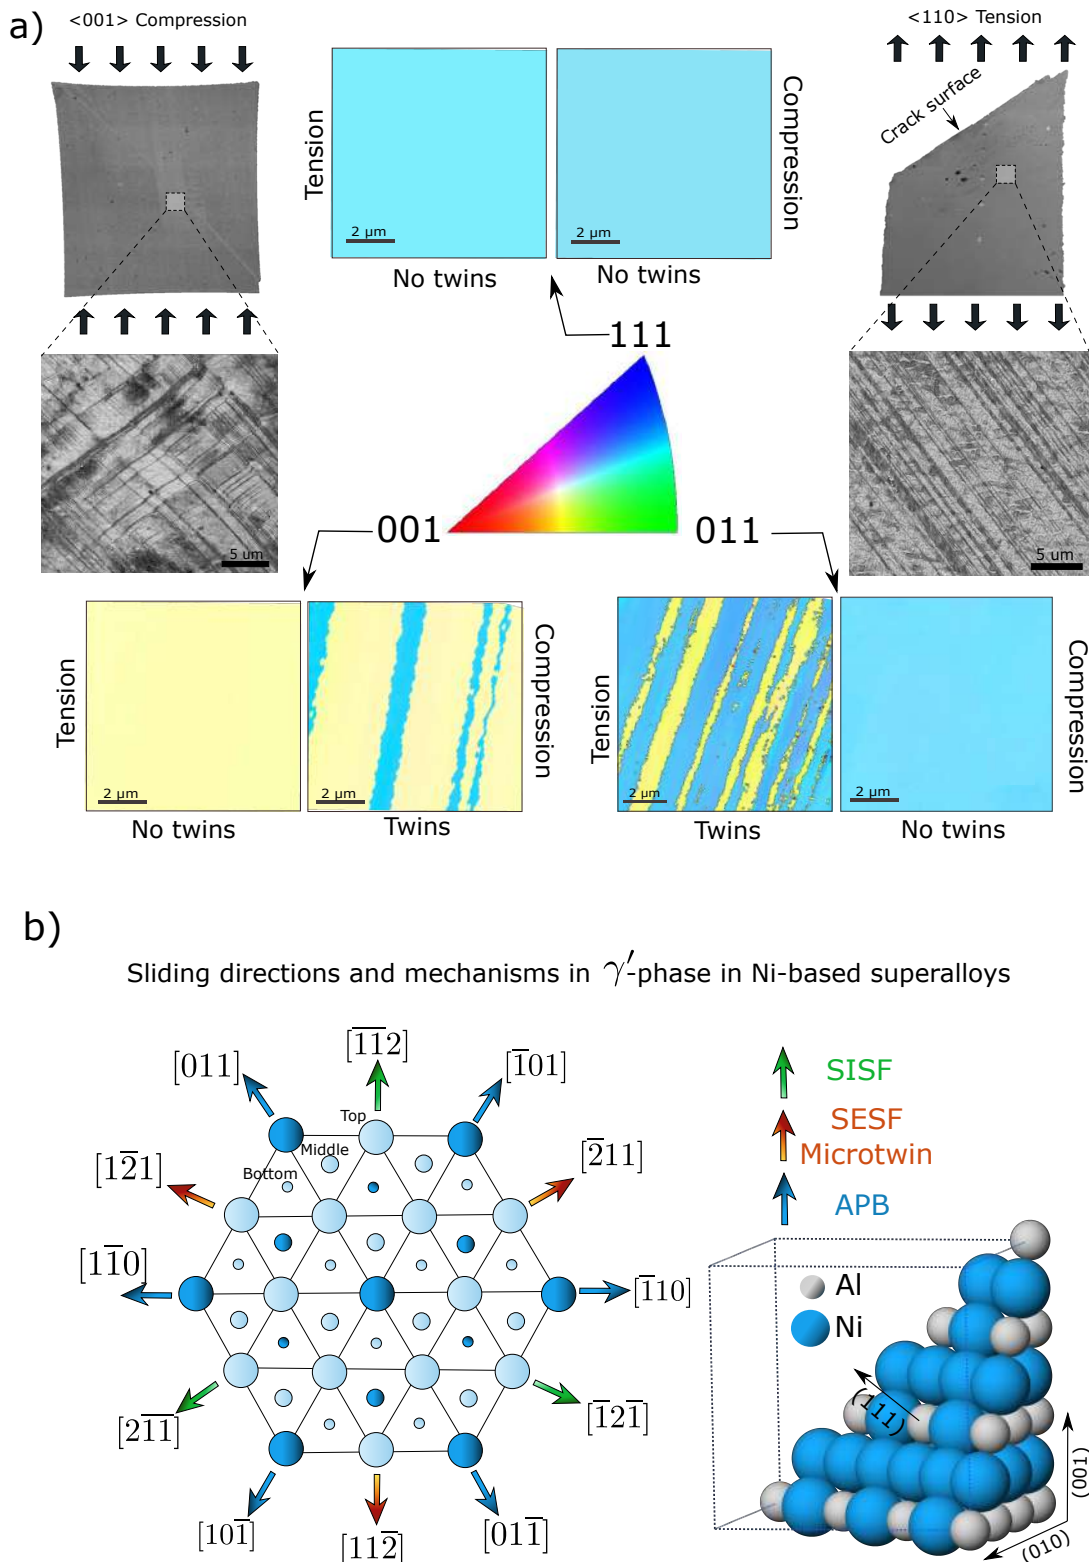 a)
<001> Compression
<110> Tension
Crack surface
Tension
Compression
2 µm
2 µm
No twins
No twins
111
001
011
5 um
5 um
Tension
Compression
2 µm
2 µm
No twins
Twins
Tension
Compression
2 µm
2 µm
Twins
No twins
b)
Sliding directions and mechanisms in γ′-phase in Ni-based superalloys
[1̅1̅2]
[011]
[1̅01]
Top
Middle
Bottom
[12̅1]
[2̅11]
[11̅0]
[1̅10]
[21̅1̅]
[1̅21̅]
[101̅]
[112̅]
[011̅]
SISF
SESF
Microtwin
APB
Al
Ni
(111)
(001)
(010)